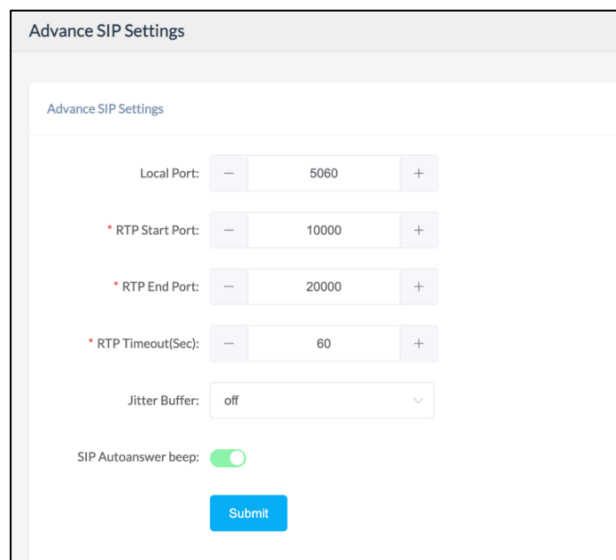 Advance SIP Settings
Advance SIP Settings
Local Port: − 5060 +
* RTP Start Port: − 10000 +
* RTP End Port: − 20000 +
* RTP Timeout(Sec): − 60 +
Jitter Buffer: off
SIP Autoanswer beep:
Submit